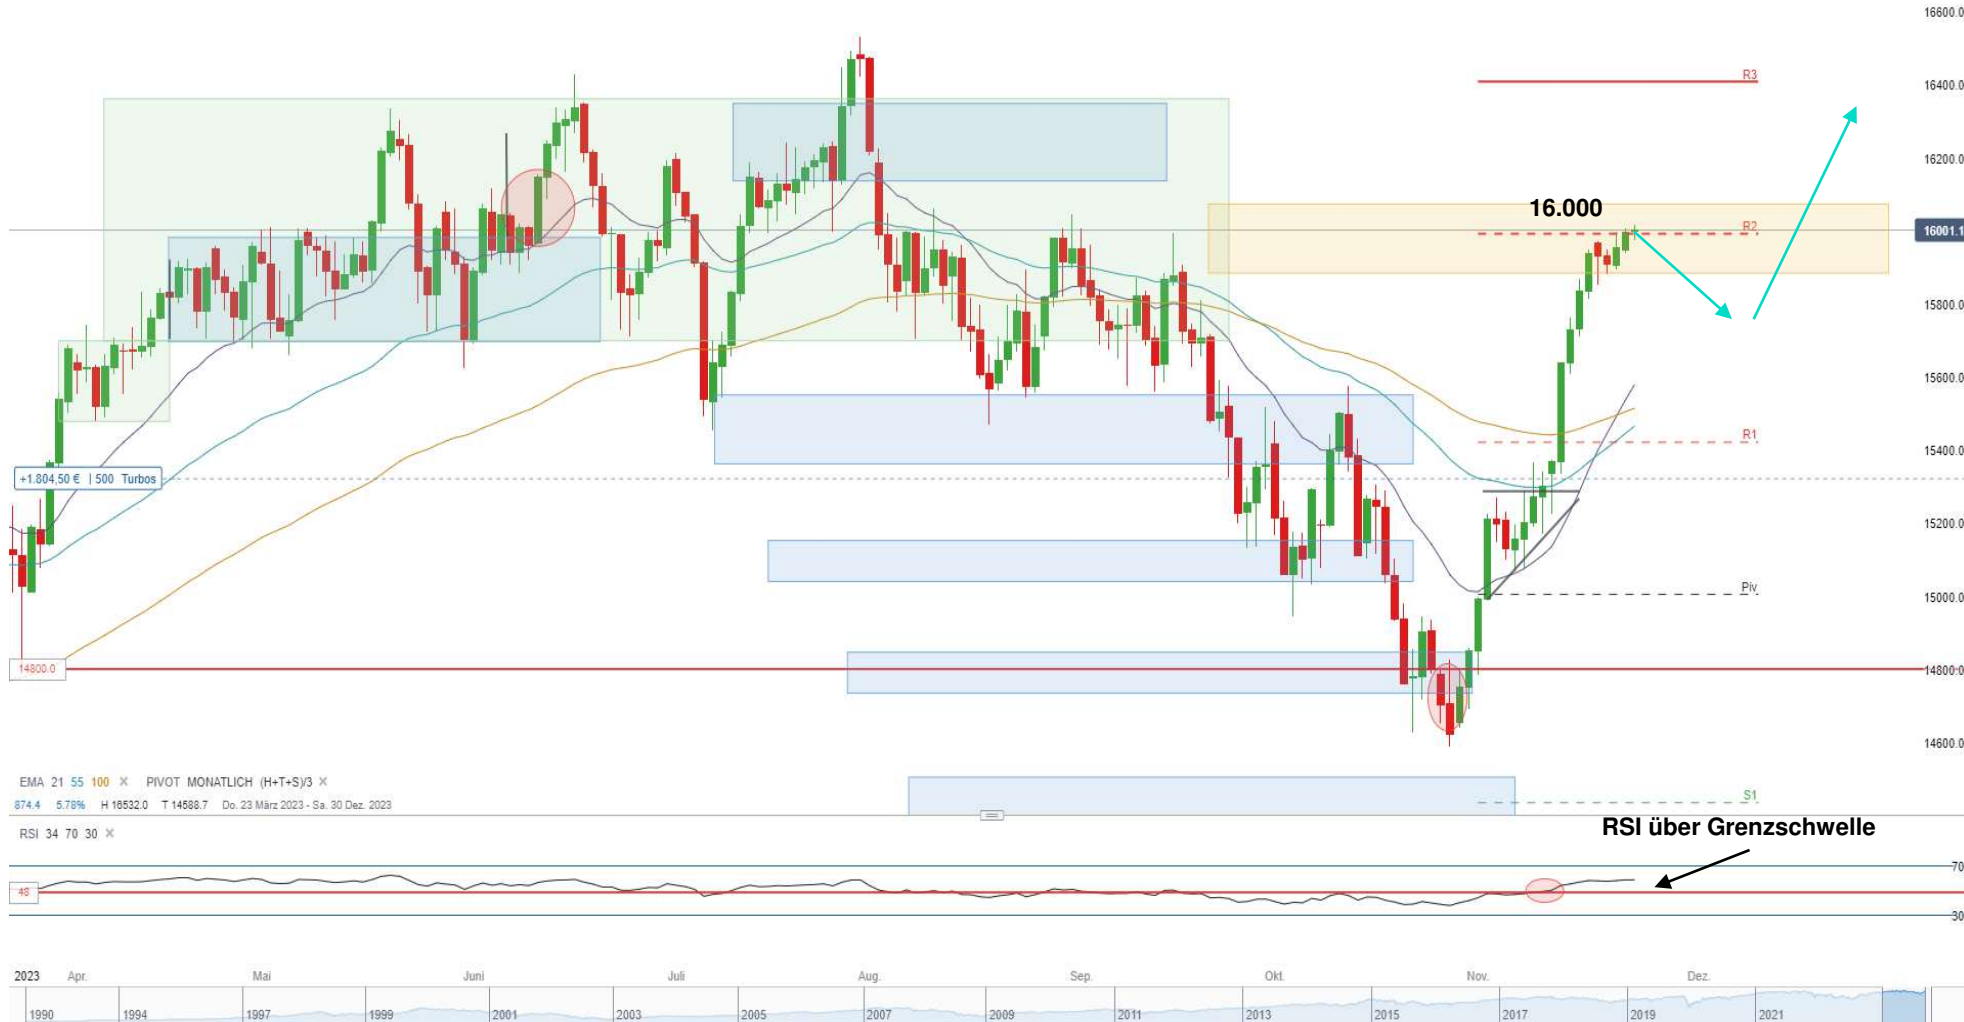 16600.0
R3
16400.0
16200.0
16.000
R2
16001.1
15800.0
15600.0
R1
15400.0
+1.804,50 € | 500 Turbos
15200.0
Piv
15000.0
14800.0
14800.0
14600.0
EMA 21 55 100 × PIVOT MONATLICH (H+T+S)/3 ×
874.4 5.78% H 16532.0 T 14588.7 Do. 23 März 2023 - Sa. 30 Dez. 2023
S1
RSI 34 70 30 ×
RSI über Grenzschwelle
70
48
30
2023 Apr. Mai Juni Juli Aug. Sep. Okt. Nov. Dez.
1990 1994 1997 1999 2001 2003 2005 2007 2009 2011 2013 2015 2017 2019 2021